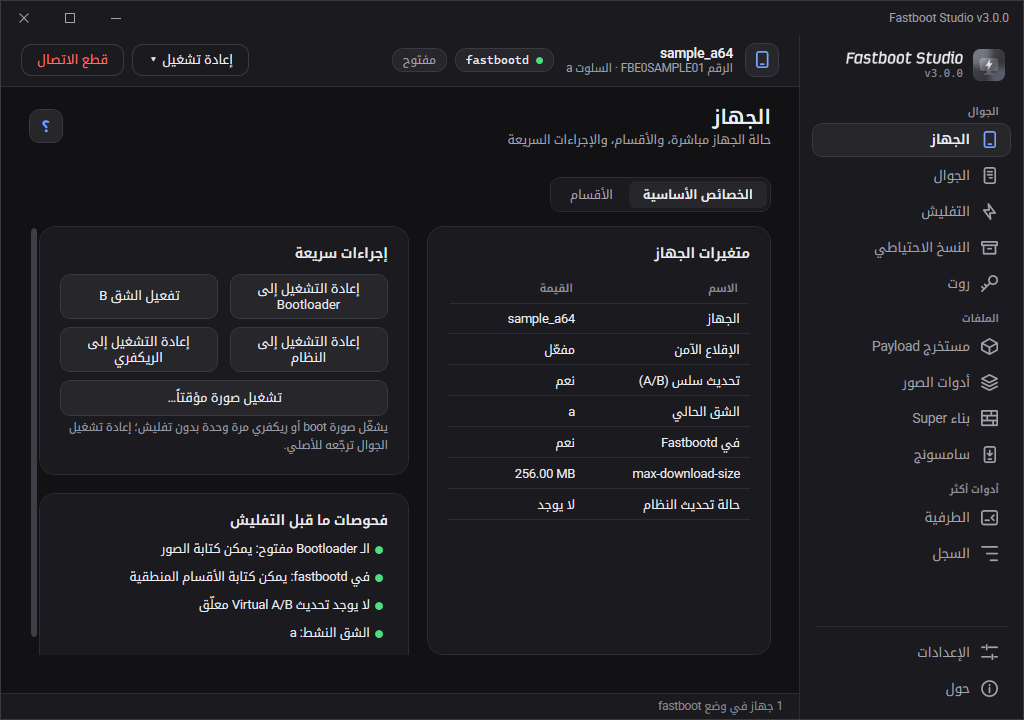 Fastboot Studio v3.0.0
Fastboot Studio
v3.0.0
الجوال
الجهاز
الجوال
التفليش
النسخ الاحتياطي
روت
الملفات
مستخرج Payload
أدوات الصور
بناء Super
سامسونج
أدوات أكثر
الطرفية
السجل
الإعدادات
حول
sample_a64
الرقم FBE0SAMPLE01 · السلوت a
fastbootd
مفتوح
إعادة تشغيل
قطع الاتصال
الجهاز
حالة الجهاز مباشرة، والأقسام، والإجراءات السريعة
؟
الخصائص الأساسية
الأقسام
متغيرات الجهاز
الاسم القيمة
الجهاز sample_a64
الإقلاع الآمن مفعّل
تحديث سلس (A/B) نعم
الشق الحالي a
في Fastbootd نعم
max-download-size 256.00 MB
حالة تحديث النظام لا يوجد
إجراءات سريعة
إعادة التشغيل إلى
Bootloader
تفعيل الشق B
إعادة التشغيل إلى
النظام
إعادة التشغيل إلى
الريكفري
تشغيل صورة مؤقتاً...
يشغّل صورة boot أو ريكفري مرة وحدة بدون تفليش؛ إعادة تشغيل
الجوال ترجّعه للأصلي.
فحوصات ما قبل التفليش
الـ Bootloader مفتوح: يمكن كتابة الصور
في fastbootd: يمكن كتابة الأقسام المنطقية
لا يوجد تحديث Virtual A/B معلّق
الشق النشط: a
1 جهاز في وضع fastboot